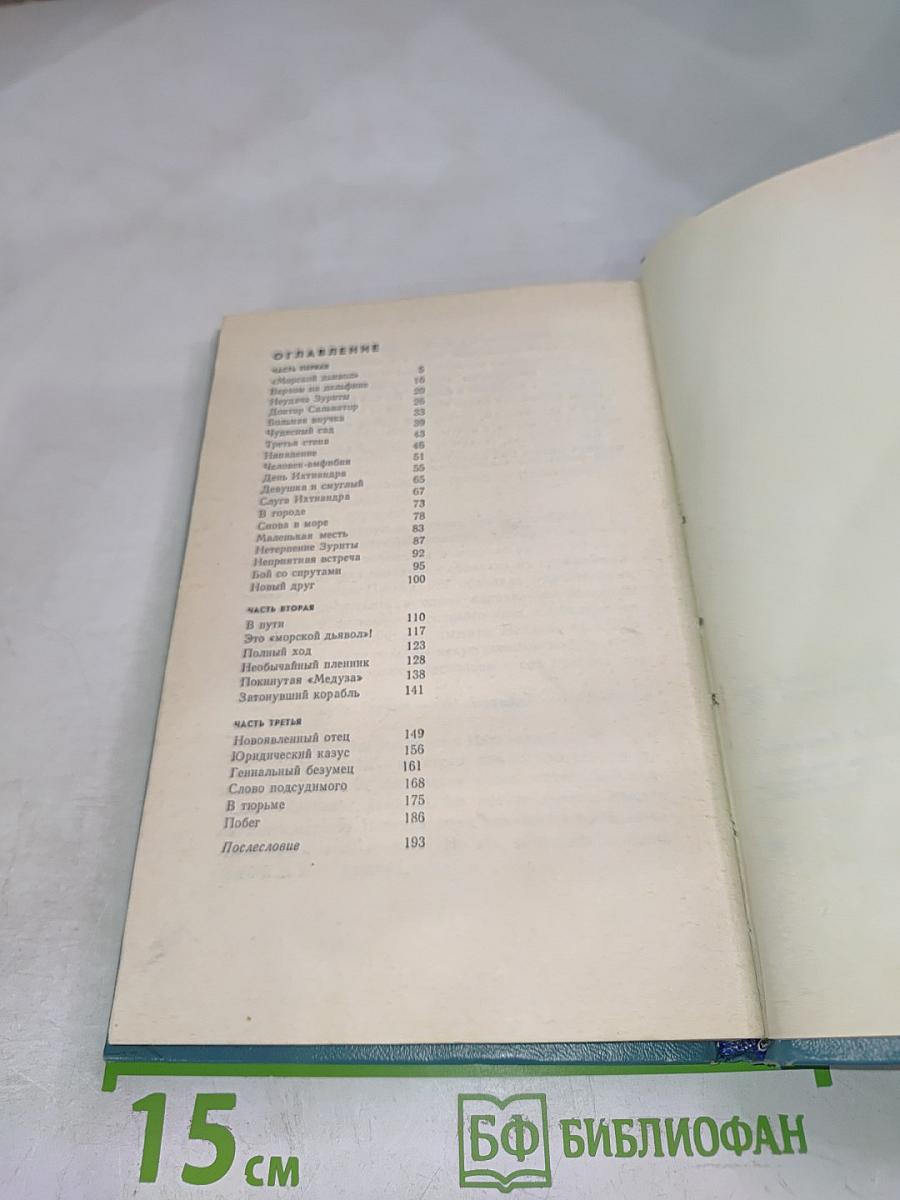 ОГЛАВЛЕНИЕ
ЧАСТЬ ПЕРВАЯ
«Морской дьявол» 5
Верхом на дельфине 16
Неудача Зуриты 20
Доктор Сальватор 26
Больная внучка 33
Чудесный сад 39
Третья стена 43
Нападение 46
Человек-амфибия 51
День Ихтиандра 55
Девушка и смуглый 65
Слуга Ихтиандра 67
В городе 73
Снова в море 78
Маленькая месть 83
Нетерпение Зуриты 87
Неприятная встреча 92
Бой со спрутами 95
Новый друг 100
ЧАСТЬ ВТОРАЯ
В пути 110
Это «морской дьявол»! 117
Полный ход 123
Необычайный пленник 128
Покинутая «Медуза» 138
Затонувший корабль 141
ЧАСТЬ ТРЕТЬЯ
Новоявленный отец 149
Юридический казус 156
Гениальный безумец 161
Слово подсудимого 168
В тюрьме 175
Побег 186
Послесловие 193
15 см
БФ БИБЛИОФАН